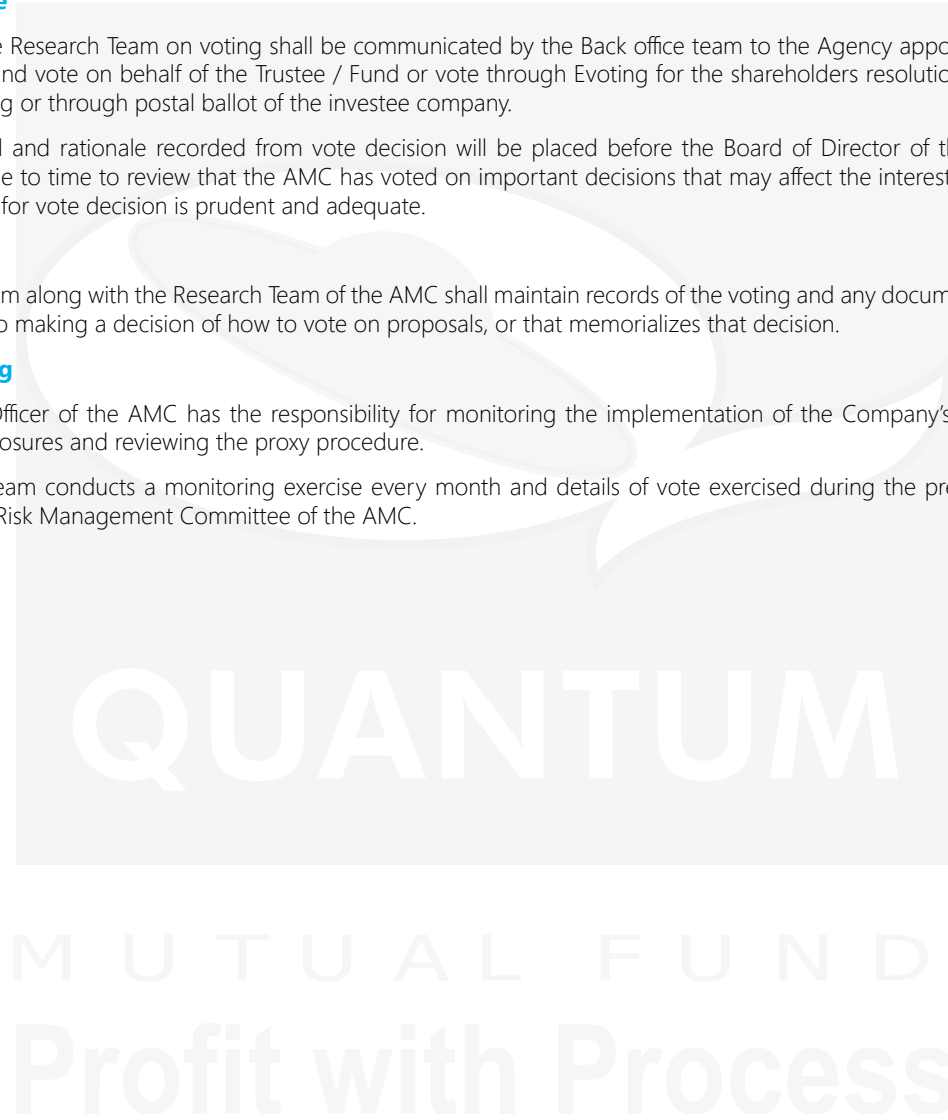 e
e Research Team on voting shall be communicated by the Back office team to the Agency appo
nd vote on behalf of the Trustee / Fund or vote through Evoting for the shareholders resolutio
g or through postal ballot of the investee company.
d and rationale recorded from vote decision will be placed before the Board of Director of t
e to time to review that the AMC has voted on important decisions that may affect the interest
for vote decision is prudent and adequate.
m along with the Research Team of the AMC shall maintain records of the voting and any docum
o making a decision of how to vote on proposals, or that memorializes that decision.
g
Officer of the AMC has the responsibility for monitoring the implementation of the Company's
osures and reviewing the proxy procedure.
eam conducts a monitoring exercise every month and details of vote exercised during the pre
Risk Management Committee of the AMC.
QUANTUM
MUTUAL FUND
Profit with Process